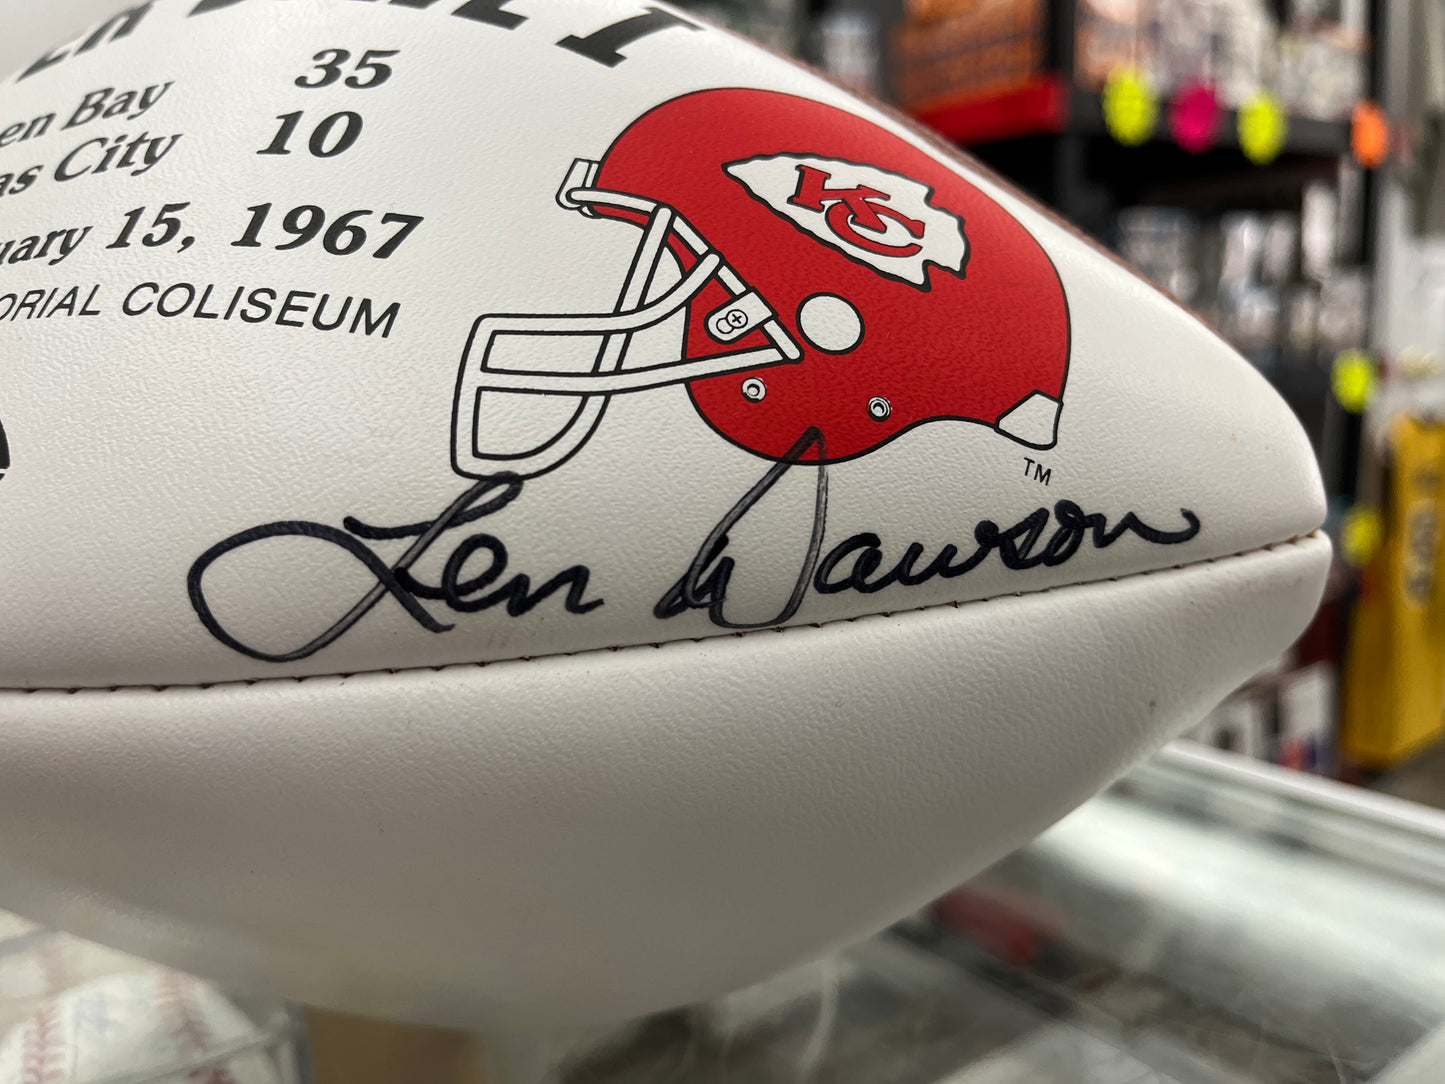 35
en Bay
10
as City
uary 15, 1967
ORIAL COLISEUM
KC
TM
Len Dawson